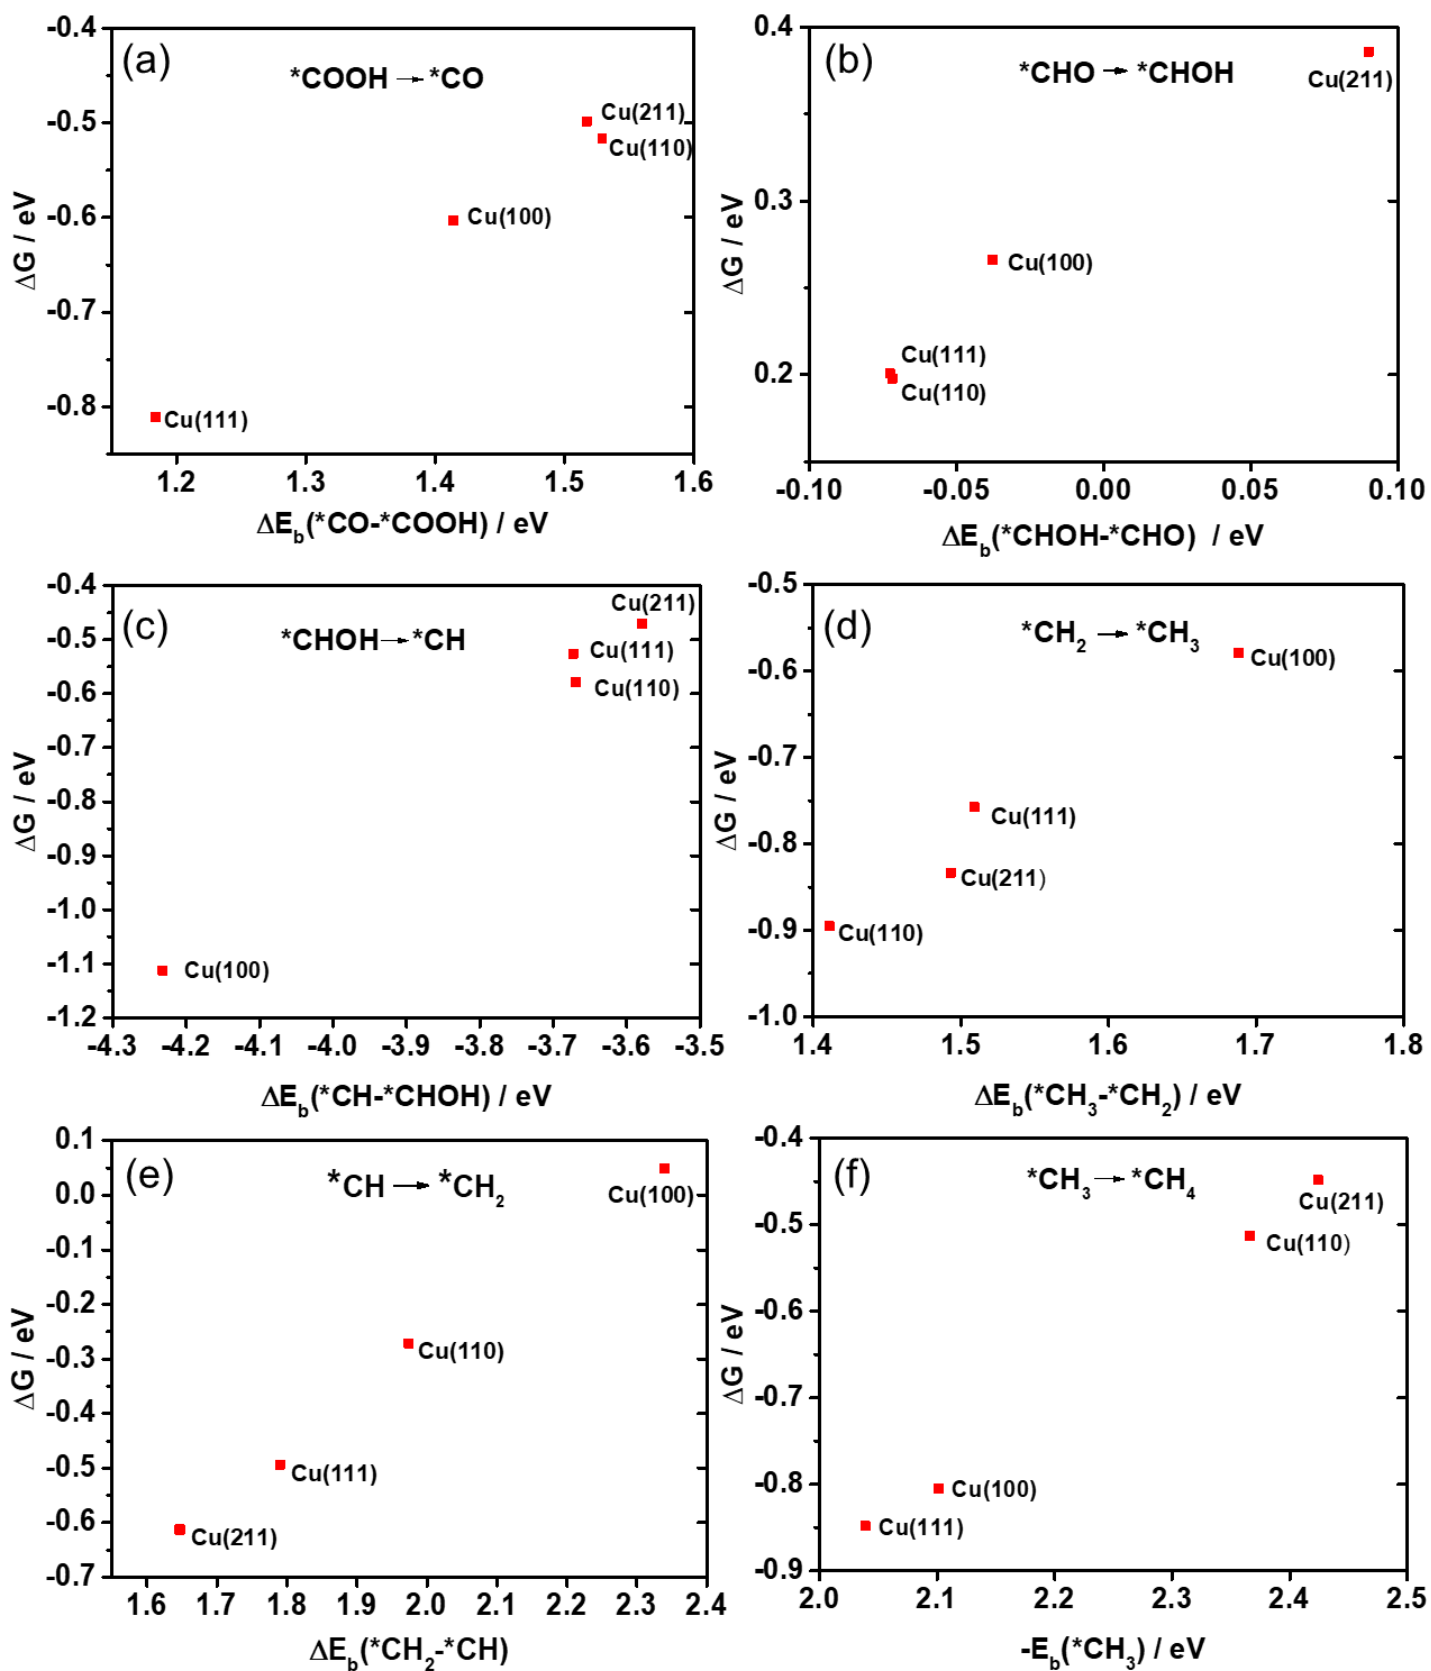 (a)
*COOH → *CO
-0.4
-0.5
-0.6
-0.7
-0.8
ΔG / eV
Cu(211)
Cu(110)
Cu(100)
Cu(111)
1.2 1.3 1.4 1.5 1.6
ΔE_b(*CO-*COOH) / eV
(b)
*CHO → *CHOH
0.4
0.3
0.2
ΔG / eV
Cu(211)
Cu(100)
Cu(111)
Cu(110)
-0.10 -0.05 0.00 0.05 0.10
ΔE_b(*CHOH-*CHO) / eV
(c)
*CHOH → *CH
-0.4
-0.5
-0.6
-0.7
-0.8
-0.9
-1.0
-1.1
-1.2
ΔG / eV
Cu(211)
Cu(111)
Cu(110)
Cu(100)
-4.3 -4.2 -4.1 -4.0 -3.9 -3.8 -3.7 -3.6 -3.5
ΔE_b(*CH-*CHOH) / eV
(d)
*CH₂ → *CH₃
-0.5
-0.6
-0.7
-0.8
-0.9
-1.0
ΔG / eV
Cu(100)
Cu(111)
Cu(211)
Cu(110)
1.4 1.5 1.6 1.7 1.8
ΔE_b(*CH₃-*CH₂) / eV
(e)
*CH → *CH₂
0.1
0.0
-0.1
-0.2
-0.3
-0.4
-0.5
-0.6
-0.7
ΔG / eV
Cu(100)
Cu(110)
Cu(111)
Cu(211)
1.6 1.7 1.8 1.9 2.0 2.1 2.2 2.3 2.4
ΔE_b(*CH₂-*CH)
(f)
*CH₃ → *CH₄
-0.4
-0.5
-0.6
-0.7
-0.8
-0.9
ΔG / eV
Cu(211)
Cu(110)
Cu(100)
Cu(111)
2.0 2.1 2.2 2.3 2.4 2.5
-E_b(*CH₃) / eV